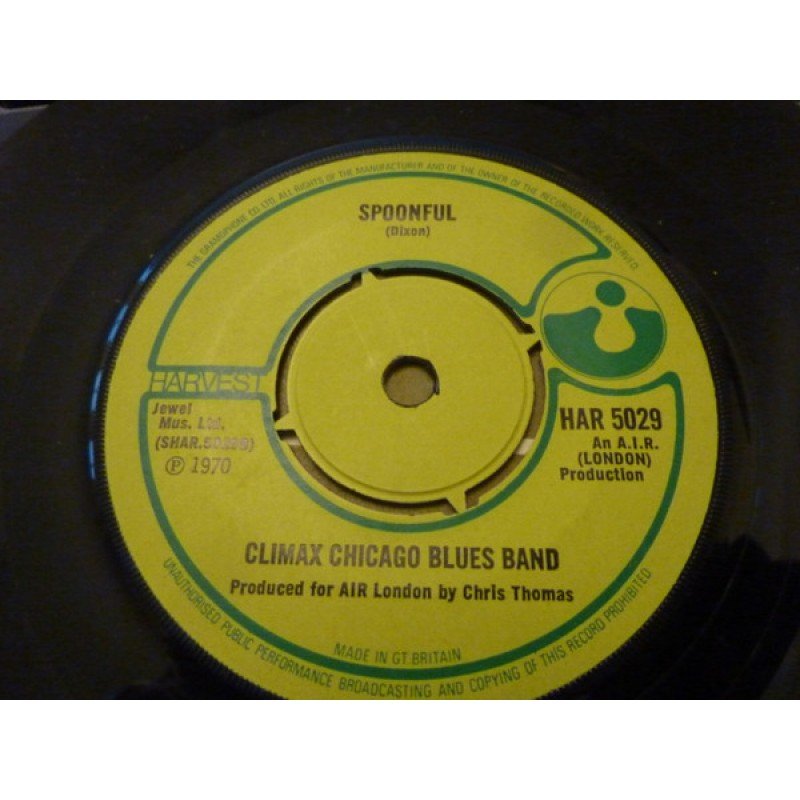 THE GRAMOPHONE CO. LTD. ALL RIGHTS OF THE MANUFACTURER AND OF THE OWNER OF THE RECORDED WORK RESERVED
SPOONFUL
(Dixon)
HARVEST
Jewel
Mus. Ltd.
℗ 1970
HAR 5029
An A.I.R.
(LONDON)
Production
CLIMAX CHICAGO BLUES BAND
Produced for AIR London by Chris Thomas
MADE IN GT. BRITAIN
UNAUTHORISED PUBLIC PERFORMANCE BROADCASTING AND COPYING OF THIS RECORD PROHIBITED